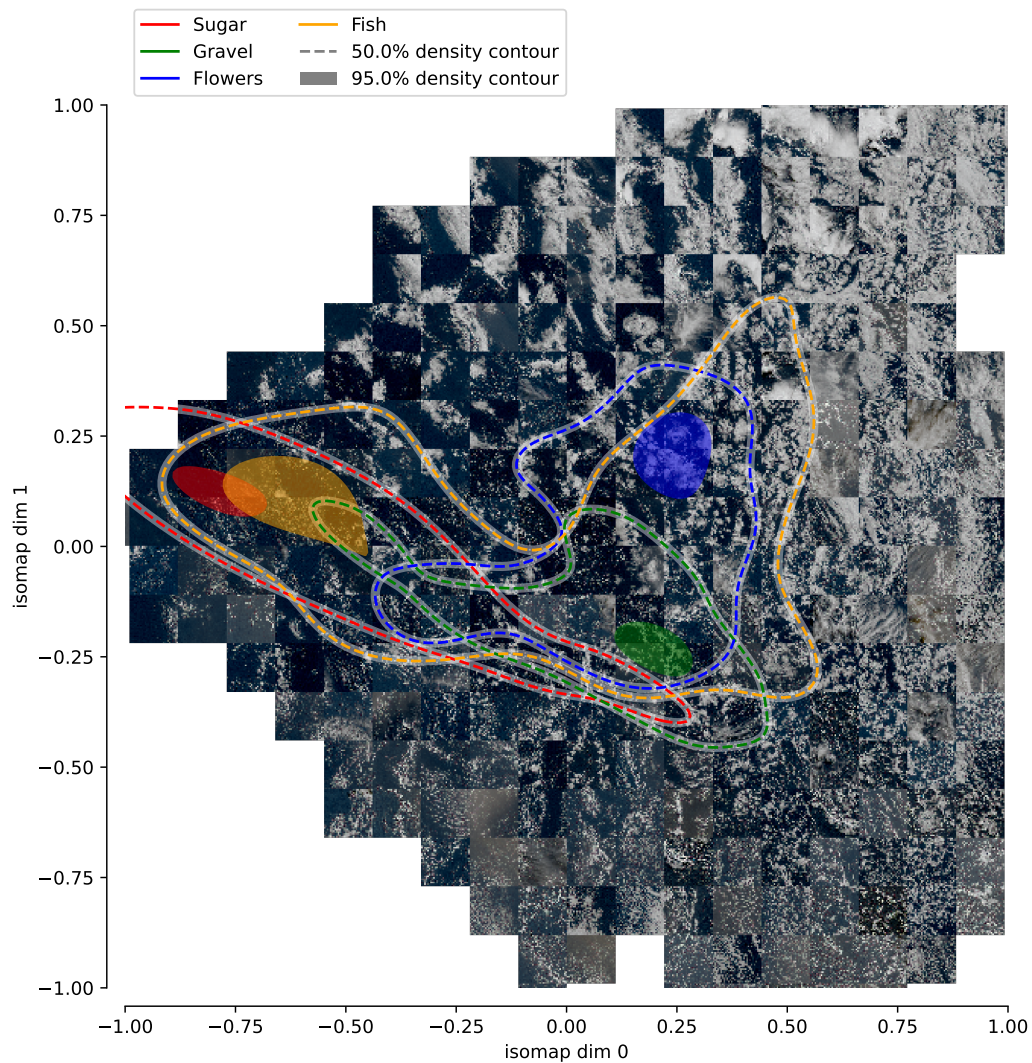 Sugar
Gravel
Flowers
Fish
50.0% density contour
95.0% density contour
1.00
0.75
0.50
0.25
0.00
−0.25
−0.50
−0.75
−1.00
isomap dim 1
−1.00 −0.75 −0.50 −0.25 0.00 0.25 0.50 0.75 1.00
isomap dim 0